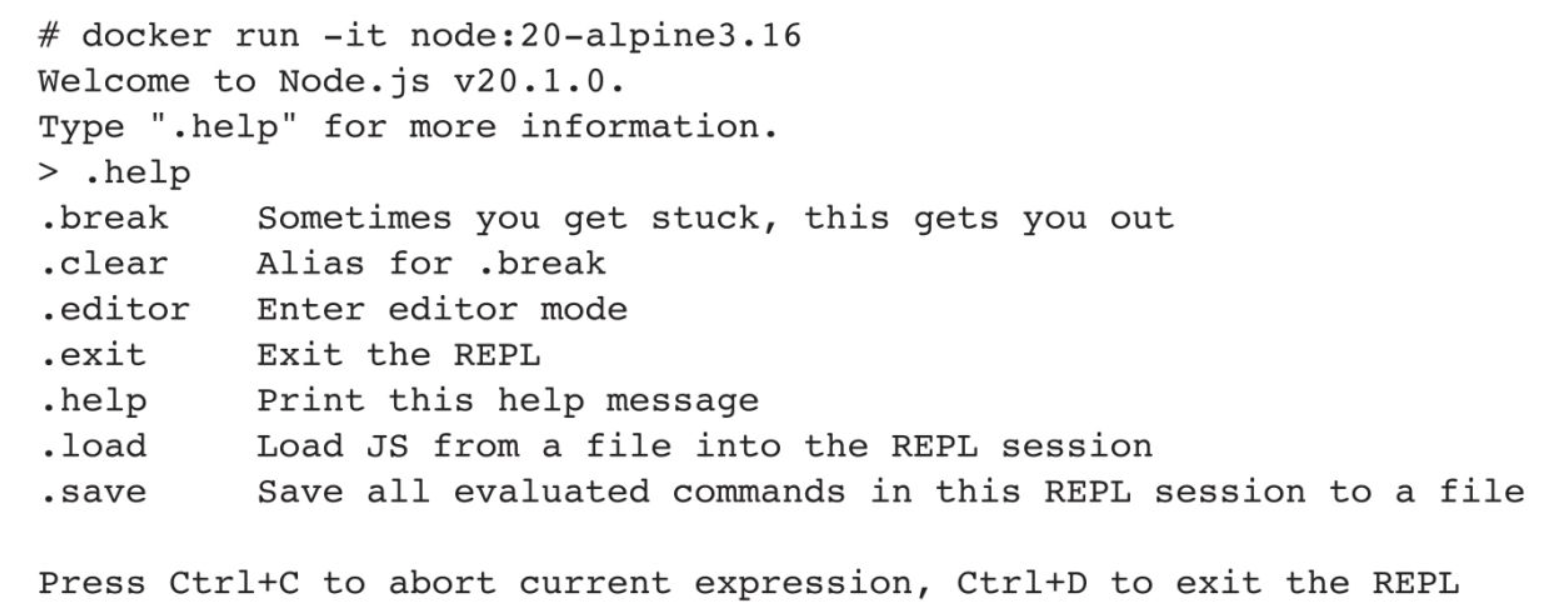 # docker run -it node:20-alpine3.16
Welcome to Node.js v20.1.0.
Type ".help" for more information.
> .help
.break    Sometimes you get stuck, this gets you out
.clear    Alias for .break
.editor   Enter editor mode
.exit     Exit the REPL
.help     Print this help message
.load     Load JS from a file into the REPL session
.save     Save all evaluated commands in this REPL session to a file

Press Ctrl+C to abort current expression, Ctrl+D to exit the REPL